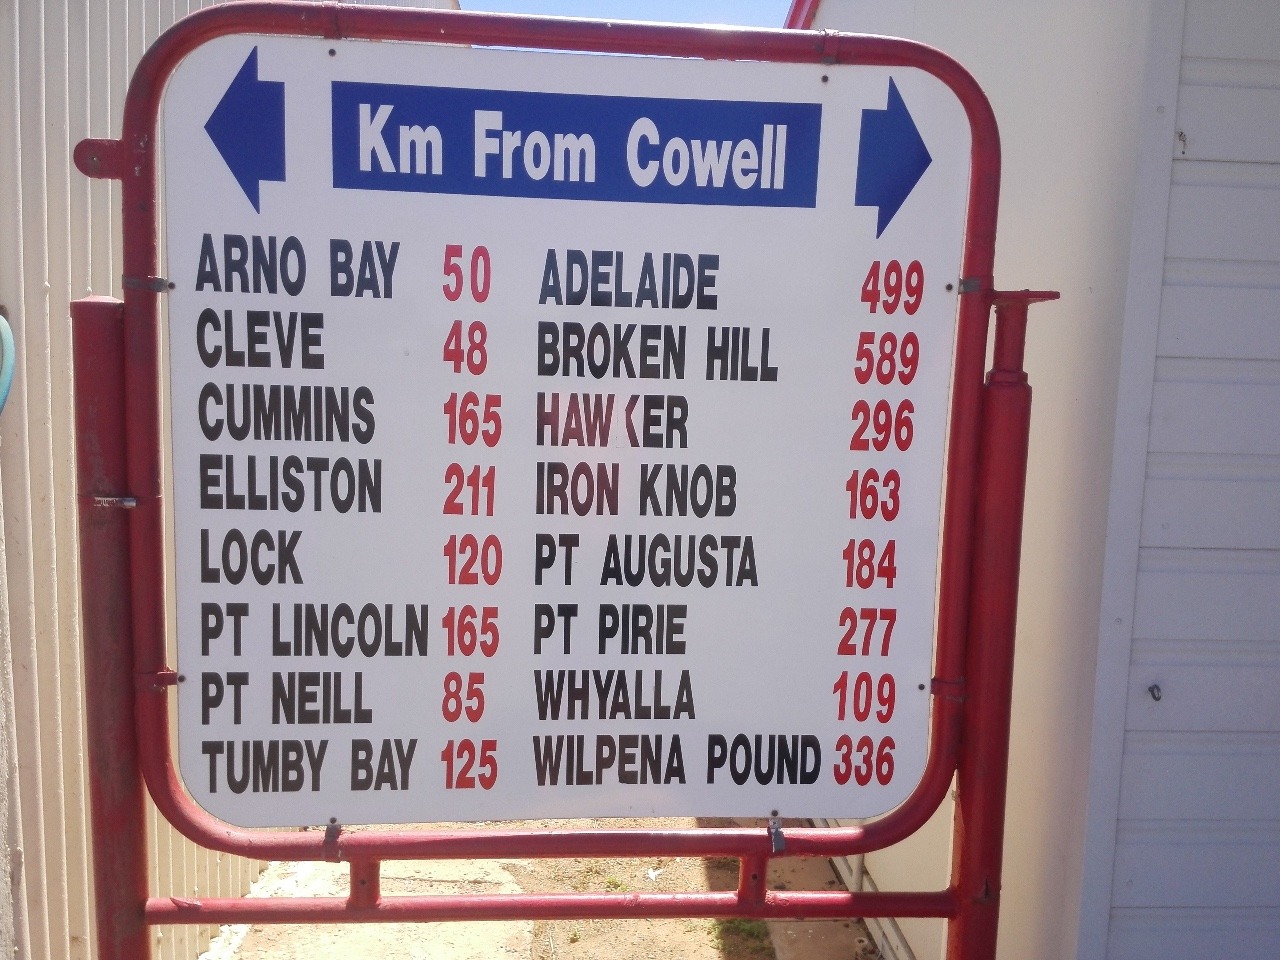 Km From Cowell
ARNO BAY 50 ADELAIDE 499
CLEVE 48 BROKEN HILL 589
CUMMINS 165 HAWKER 296
ELLISTON 211 IRON KNOB 163
LOCK 120 PT AUGUSTA 184
PT LINCOLN 165 PT PIRIE 277
PT NEILL 85 WHYALLA 109
TUMBY BAY 125 WILPENA POUND 336